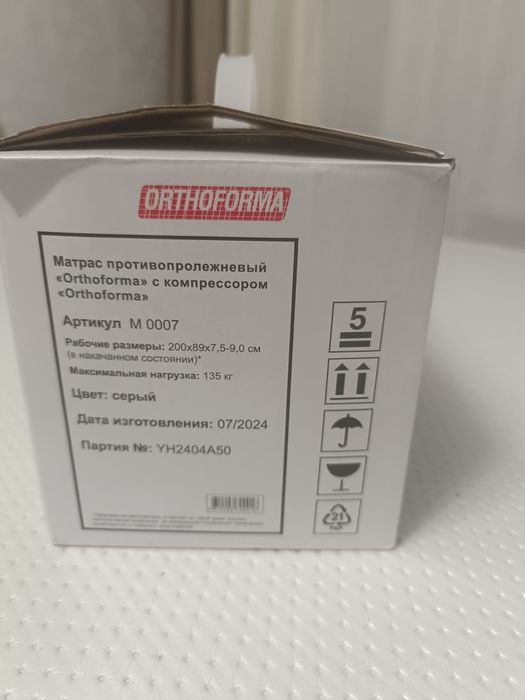 ORTHOFORMA
Матрас противопролежневый
«Orthoforma» с компрессором
«Orthoforma»
Артикул М 0007
Рабочие размеры: 200x89x7,5-9,0 см
(в накачанном состоянии)*
Максимальная нагрузка: 135 кг
Цвет: серый
Дата изготовления: 07/2024
Партия №: YH2404A50
5
21
PAP